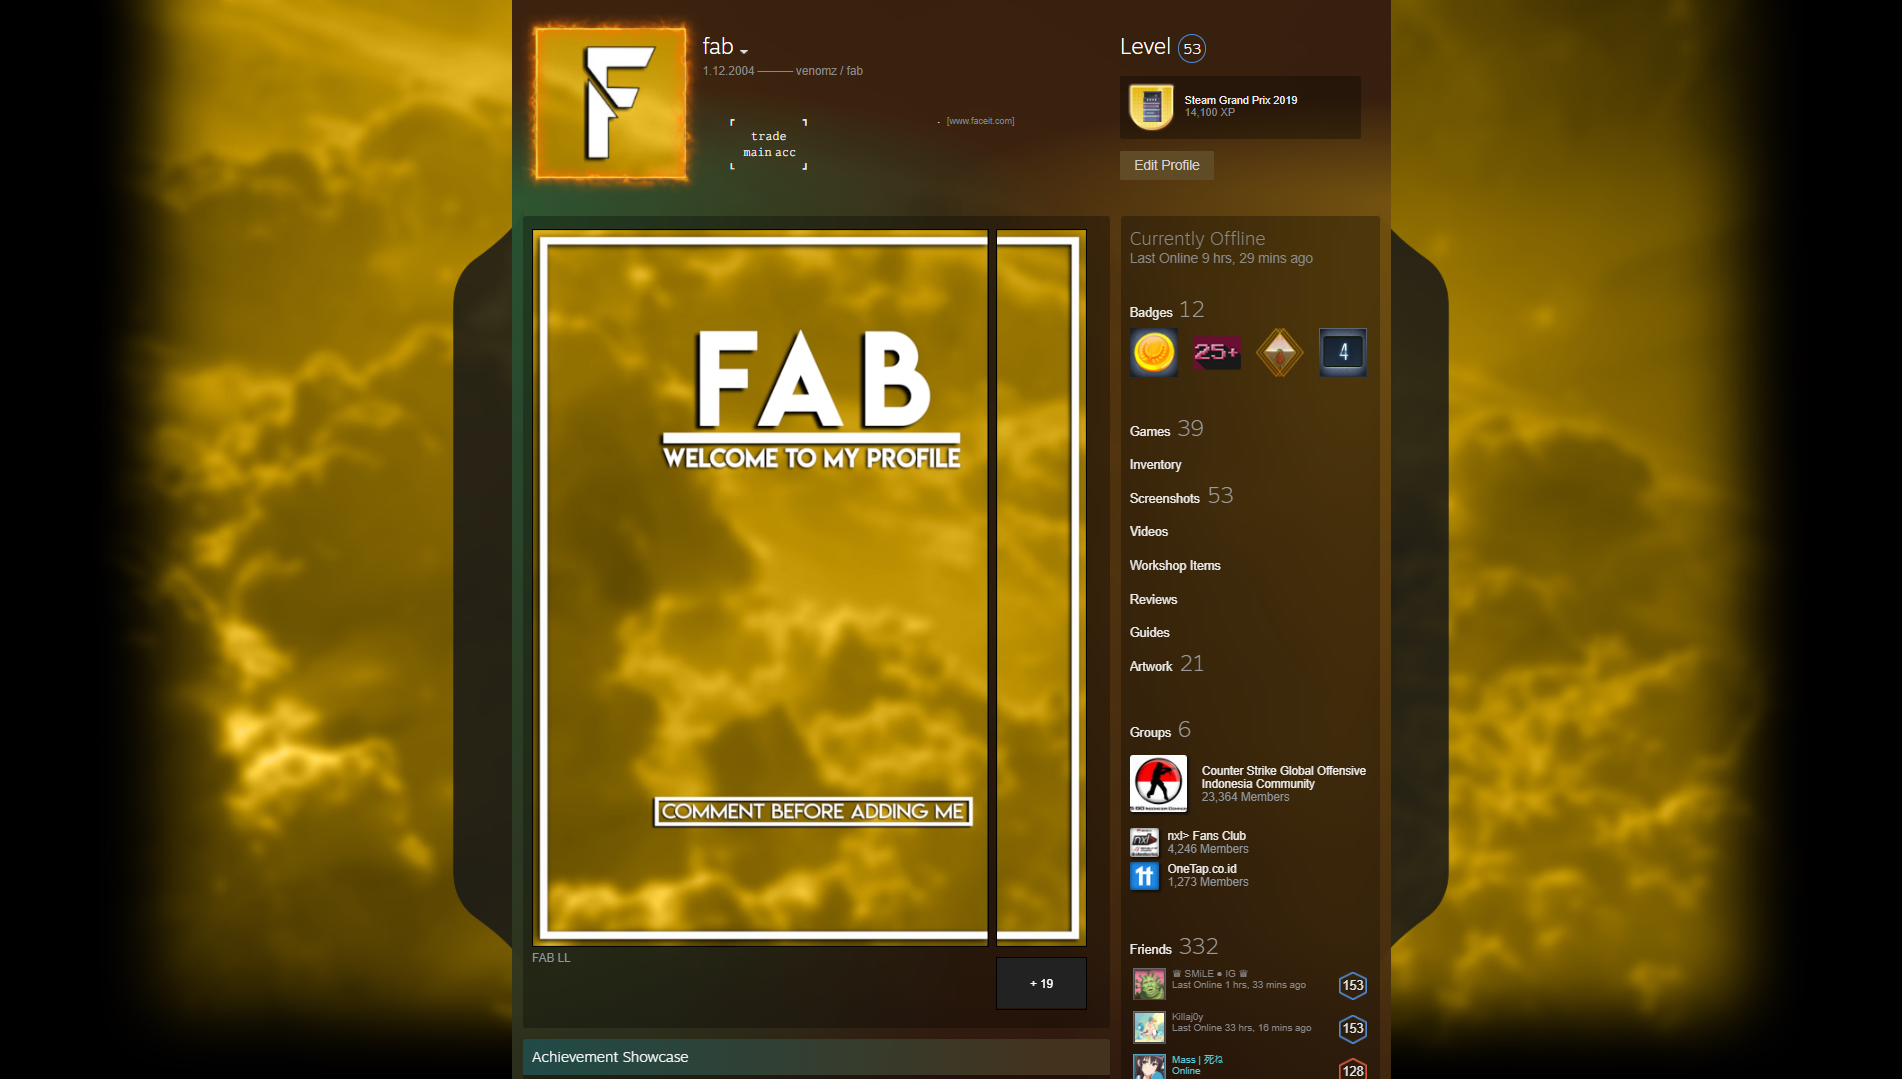 F
fab
1.12.2004 ——— venomz / fab
trade
main acc
. [www.faceit.com]
Level 53
Steam Grand Prix 2019
14,100 XP
Edit Profile
FAB
WELCOME TO MY PROFILE
COMMENT BEFORE ADDING ME
FAB LL
+ 19
Achievement Showcase
Currently Offline
Last Online 9 hrs, 29 mins ago
Badges 12
25+
4
Games 39
Inventory
Screenshots 53
Videos
Workshop Items
Reviews
Guides
Artwork 21
Groups 6
Counter Strike Global Offensive
Indonesia Community
23,364 Members
nxl> Fans Club
4,246 Members
OneTap.co.id
1,273 Members
Friends 332
♛ SMiLE ● IG ♛
Last Online 1 hrs, 33 mins ago
153
Killaj0y
Last Online 33 hrs, 16 mins ago
153
Mass | 死ね
Online
128